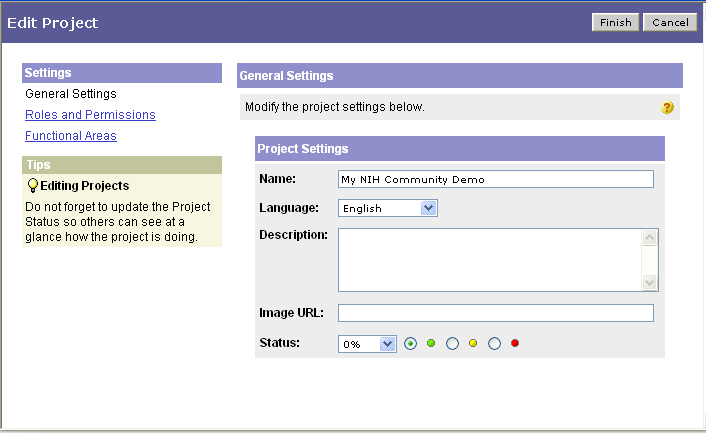 Edit Project
Finish
Cancel
Settings
General Settings
Roles and Permissions
Functional Areas
Tips
Editing Projects
Do not forget to update the Project
Status so others can see at a
glance how the project is doing.
General Settings
Modify the project settings below.
?
Project Settings
Name: My NIH Community Demo
Language: English
Description:
Image URL:
Status: 0%